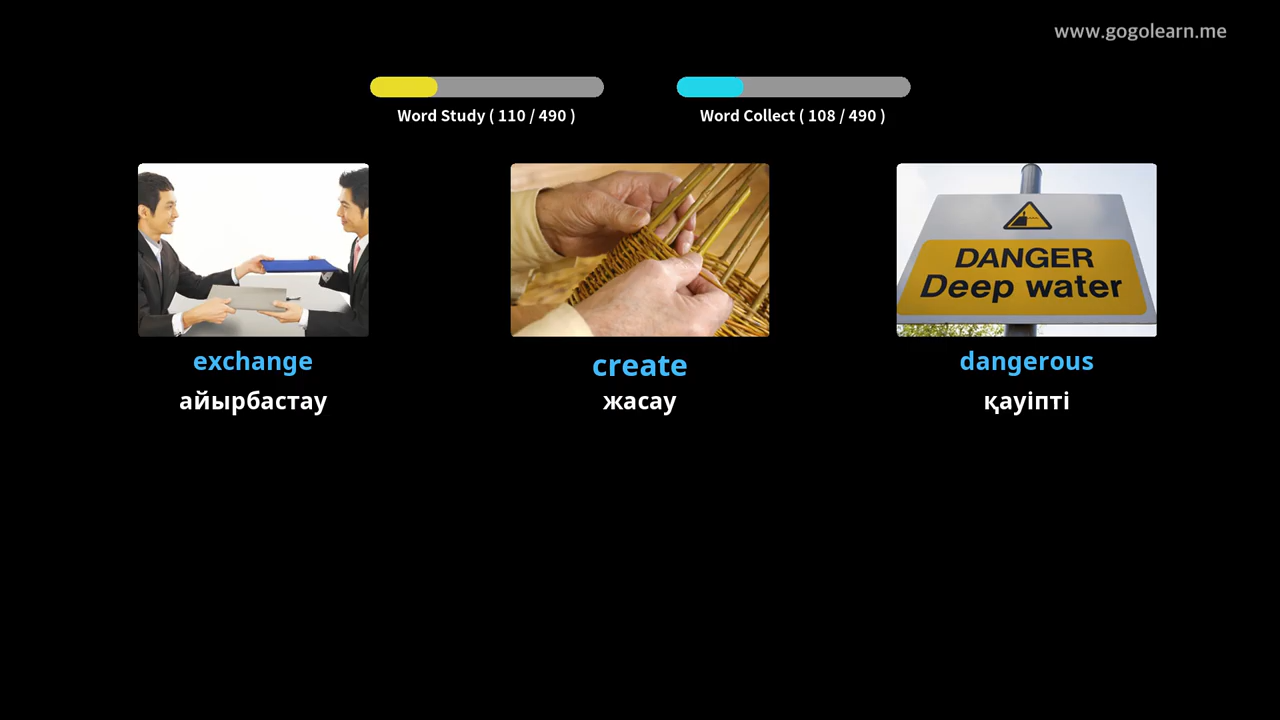 www.gogolearn.me
Word Study ( 110 / 490 )
Word Collect ( 108 / 490 )
DANGER
Deep water
exchange
create
dangerous
айырбастау
жасау
қауіпті